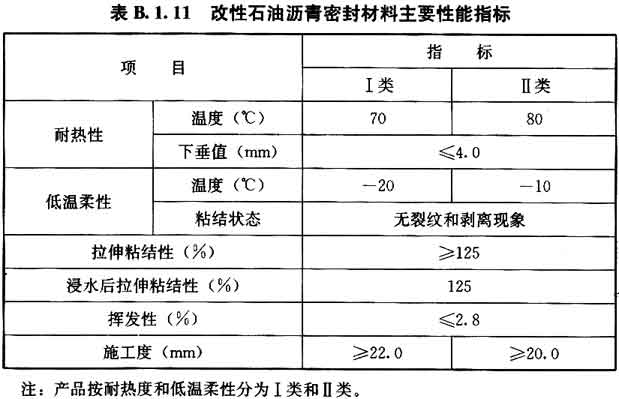 表 B.1.11 改性石油沥青密封材料主要性能指标
项 目 指 标
Ⅰ类 Ⅱ类
耐热性 温度（℃） 70 80
下垂值（mm） ≤4.0
低温柔性 温度（℃） －20 －10
粘结状态 无裂纹和剥离现象
拉伸粘结性（％） ≥125
浸水后拉伸粘结性（％） 125
挥发性（％） ≤2.8
施工度（mm） ≥22.0 ≥20.0
注：产品按耐热度和低温柔性分为Ⅰ类和Ⅱ类。